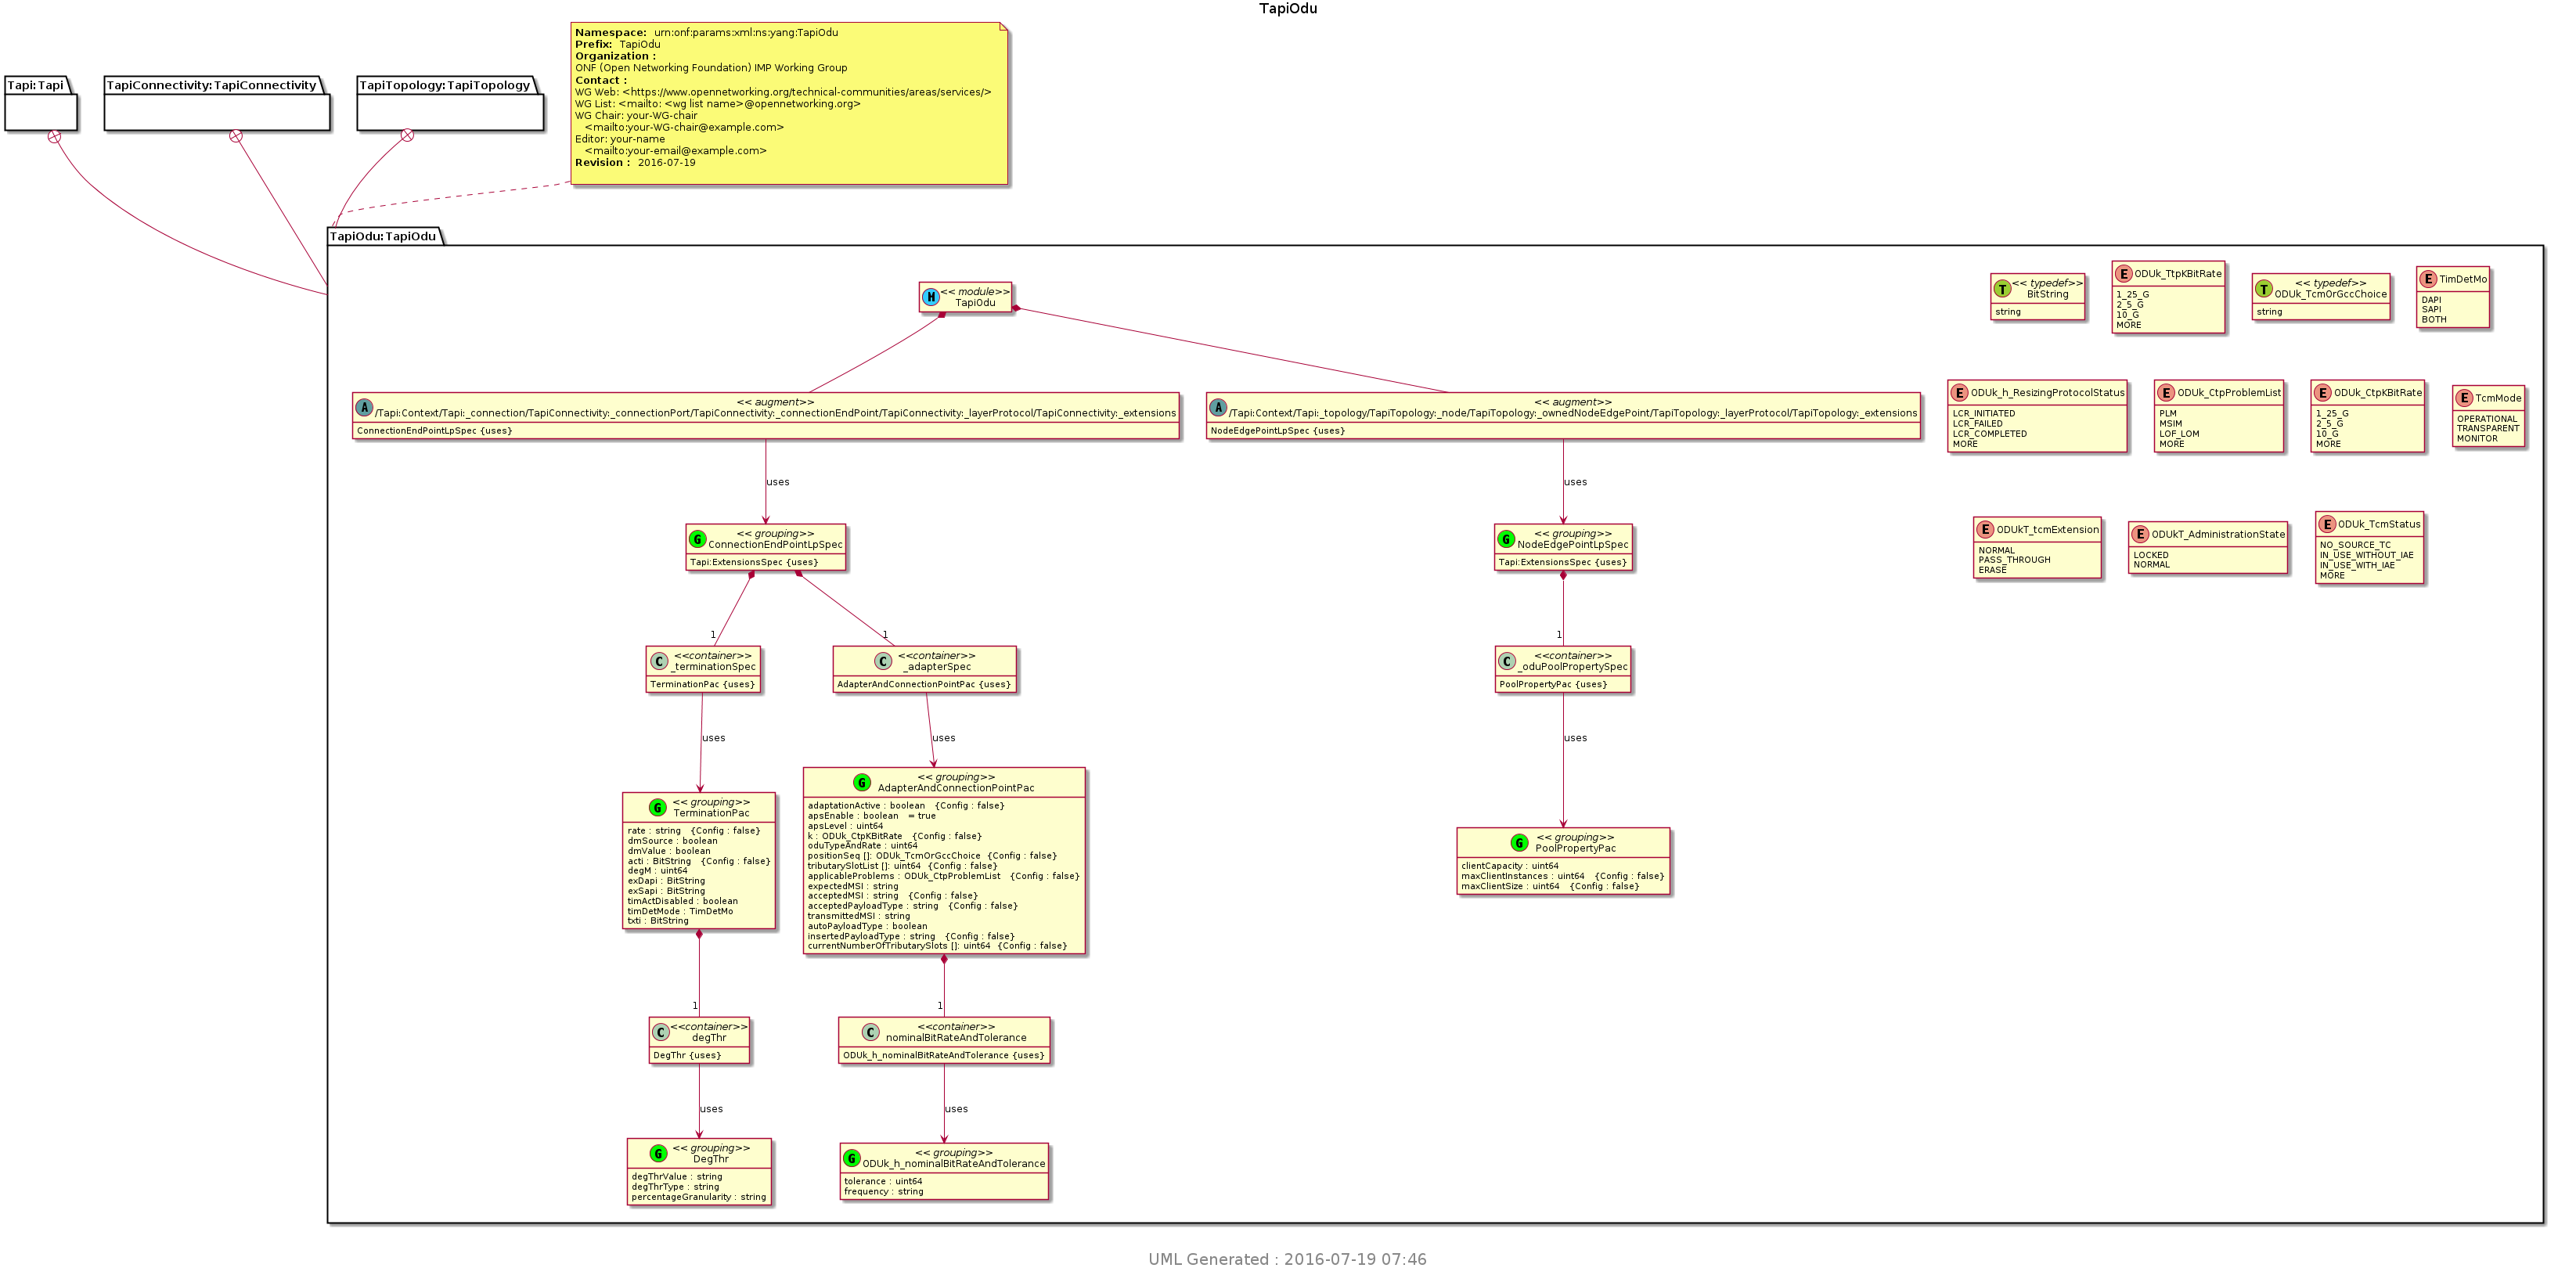 TapiOdu
Namespace: urn:onf:params:xml:ns:yang:TapiOdu
Prefix: TapiOdu
Organization :
ONF (Open Networking Foundation) IMP Working Group
Contact :
WG Web: <https://www.opennetworking.org/technical-communities/areas/services/>
WG List: <mailto: <wg list name>@opennetworking.org>
WG Chair: your-WG-chair
<mailto:your-WG-chair@example.com>
Editor: your-name
<mailto:your-email@example.com>
Revision : 2016-07-19
Tapi:Tapi
TapiConnectivity:TapiConnectivity
TapiTopology:TapiTopology
TapiOdu:TapiOdu
M
<< module>>
TapiOdu
T
<< typedef>>
BitString
string
E
ODUk_TtpKBitRate
1_25_G
2_5_G
10_G
MORE
T
<< typedef>>
ODUk_TcmOrGccChoice
string
E
TimDetMo
DAPI
SAPI
BOTH
A
<< augment>>
/Tapi:Context/Tapi:_connection/TapiConnectivity:_connectionPort/TapiConnectivity:_connectionEndPoint/TapiConnectivity:_layerProtocol/TapiConnectivity:_extensions
ConnectionEndPointLpSpec {uses}
A
<< augment>>
/Tapi:Context/Tapi:_topology/TapiTopology:_node/TapiTopology:_ownedNodeEdgePoint/TapiTopology:_layerProtocol/TapiTopology:_extensions
NodeEdgePointLpSpec {uses}
E
ODUk_h_ResizingProtocolStatus
LCR_INITIATED
LCR_FAILED
LCR_COMPLETED
MORE
E
ODUk_CtpProblemList
PLM
MSIM
LOF_LOM
MORE
E
ODUk_CtpKBitRate
1_25_G
2_5_G
10_G
MORE
E
TcmMode
OPERATIONAL
TRANSPARENT
MONITOR
uses
uses
G
<< grouping>>
ConnectionEndPointLpSpec
Tapi:ExtensionsSpec {uses}
G
<< grouping>>
NodeEdgePointLpSpec
Tapi:ExtensionsSpec {uses}
E
ODUkT_tcmExtension
NORMAL
PASS_THROUGH
ERASE
E
ODUkT_AdministrationState
LOCKED
NORMAL
E
ODUk_TcmStatus
NO_SOURCE_TC
IN_USE_WITHOUT_IAE
IN_USE_WITH_IAE
MORE
1
1
1
C
<<container>>
_terminationSpec
TerminationPac {uses}
C
<<container>>
_adapterSpec
AdapterAndConnectionPointPac {uses}
C
<<container>>
_oduPoolPropertySpec
PoolPropertyPac {uses}
uses
uses
uses
G
<< grouping>>
TerminationPac
rate : string {Config : false}
dmSource : boolean
dmValue : boolean
acti : BitString {Config : false}
degM : uint64
exDapi : BitString
exSapi : BitString
timActDisabled : boolean
timDetMode : TimDetMo
txti : BitString
G
<< grouping>>
AdapterAndConnectionPointPac
adaptationActive : boolean {Config : false}
apsEnable : boolean = true
apsLevel : uint64
k : ODUk_CtpKBitRate {Config : false}
oduTypeAndRate : uint64
positionSeq []: ODUk_TcmOrGccChoice {Config : false}
tributarySlotList []: uint64 {Config : false}
applicableProblems : ODUk_CtpProblemList {Config : false}
expectedMSI : string
acceptedMSI : string {Config : false}
acceptedPayloadType : string {Config : false}
transmittedMSI : string
autoPayloadType : boolean
insertedPayloadType : string {Config : false}
currentNumberOfTributarySlots []: uint64 {Config : false}
G
<< grouping>>
PoolPropertyPac
clientCapacity : uint64
maxClientInstances : uint64 {Config : false}
maxClientSize : uint64 {Config : false}
1
1
C
<<container>>
degThr
DegThr {uses}
C
<<container>>
nominalBitRateAndTolerance
ODUk_h_nominalBitRateAndTolerance {uses}
uses
uses
G
<< grouping>>
DegThr
degThrValue : string
degThrType : string
percentageGranularity : string
G
<< grouping>>
ODUk_h_nominalBitRateAndTolerance
tolerance : uint64
frequency : string
UML Generated : 2016-07-19 07:46